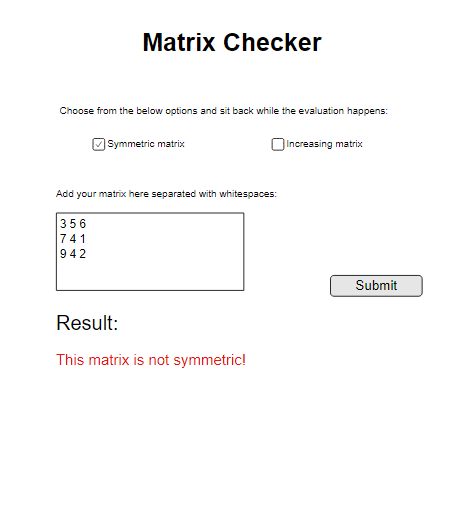 Matrix Checker
Choose from the below options and sit back while the evaluation happens:
Symmetric matrix Increasing matrix
Add your matrix here separated with whitespaces:
3 5 6
7 4 1
9 4 2
Submit
Result:
This matrix is not symmetric!